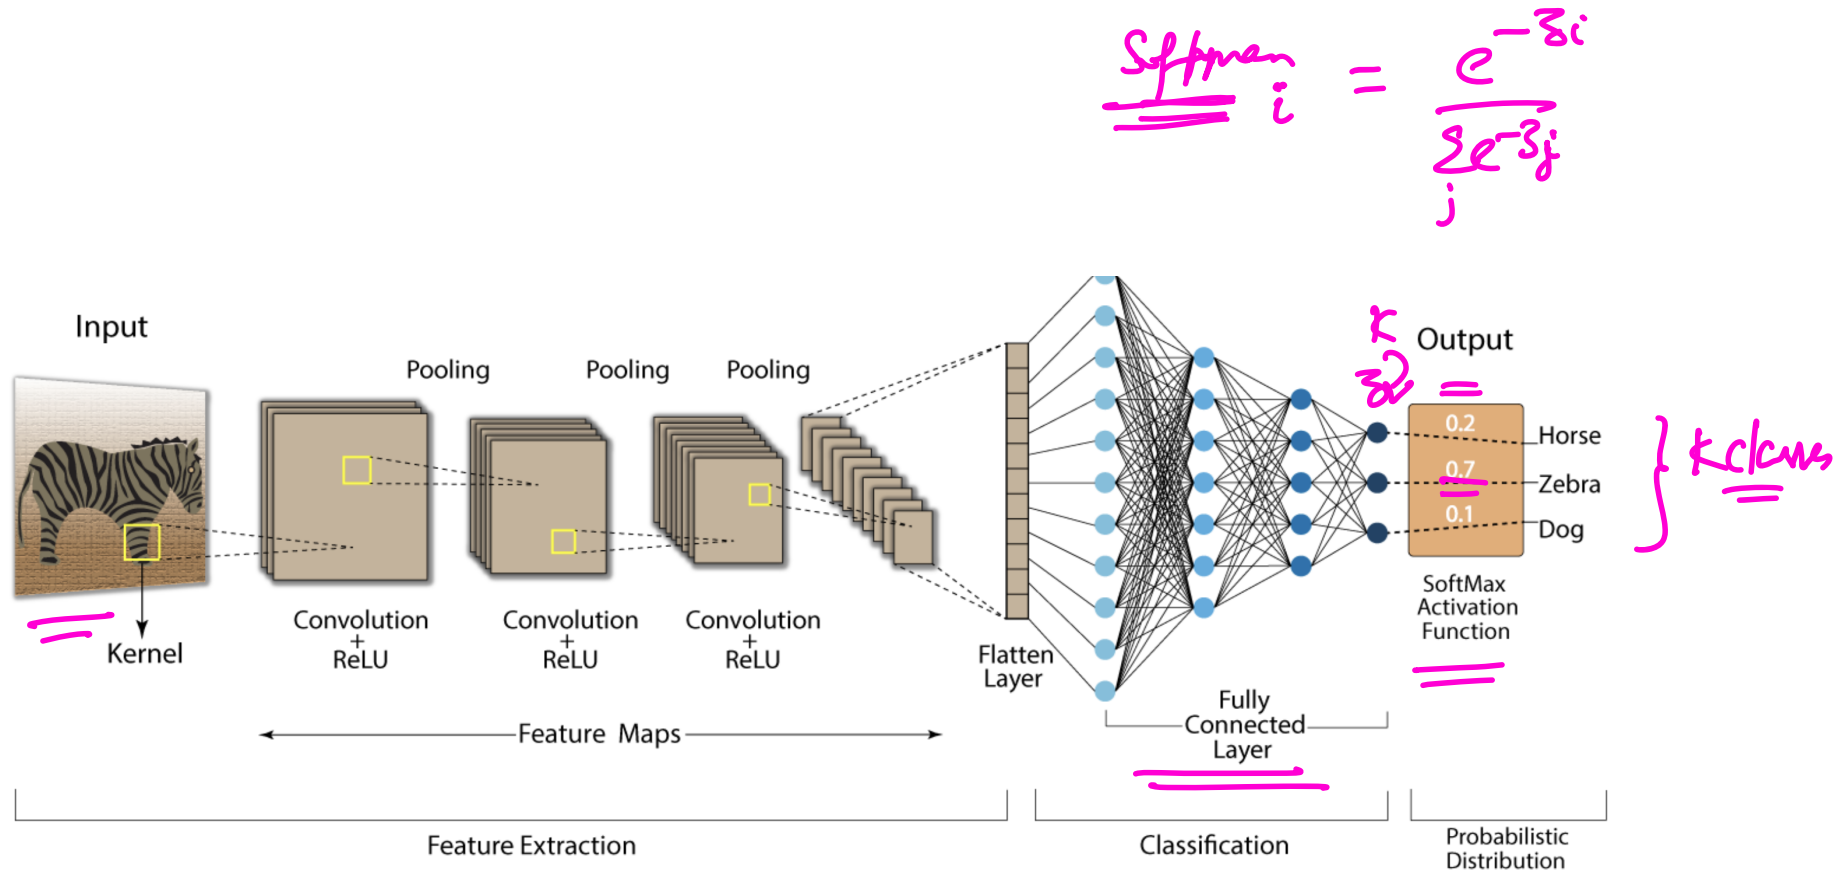 Softmax i = e^-zi / Σj e^-zj
Input
Pooling
Pooling
Pooling
K
Output
0.2
Horse
0.7
Zebra
0.1
Dog
K classes
Kernel
Convolution
+
ReLU
Convolution
+
ReLU
Convolution
+
ReLU
Flatten
Layer
SoftMax
Activation
Function
Fully
Connected
Layer
Feature Maps
Feature Extraction
Classification
Probabilistic
Distribution